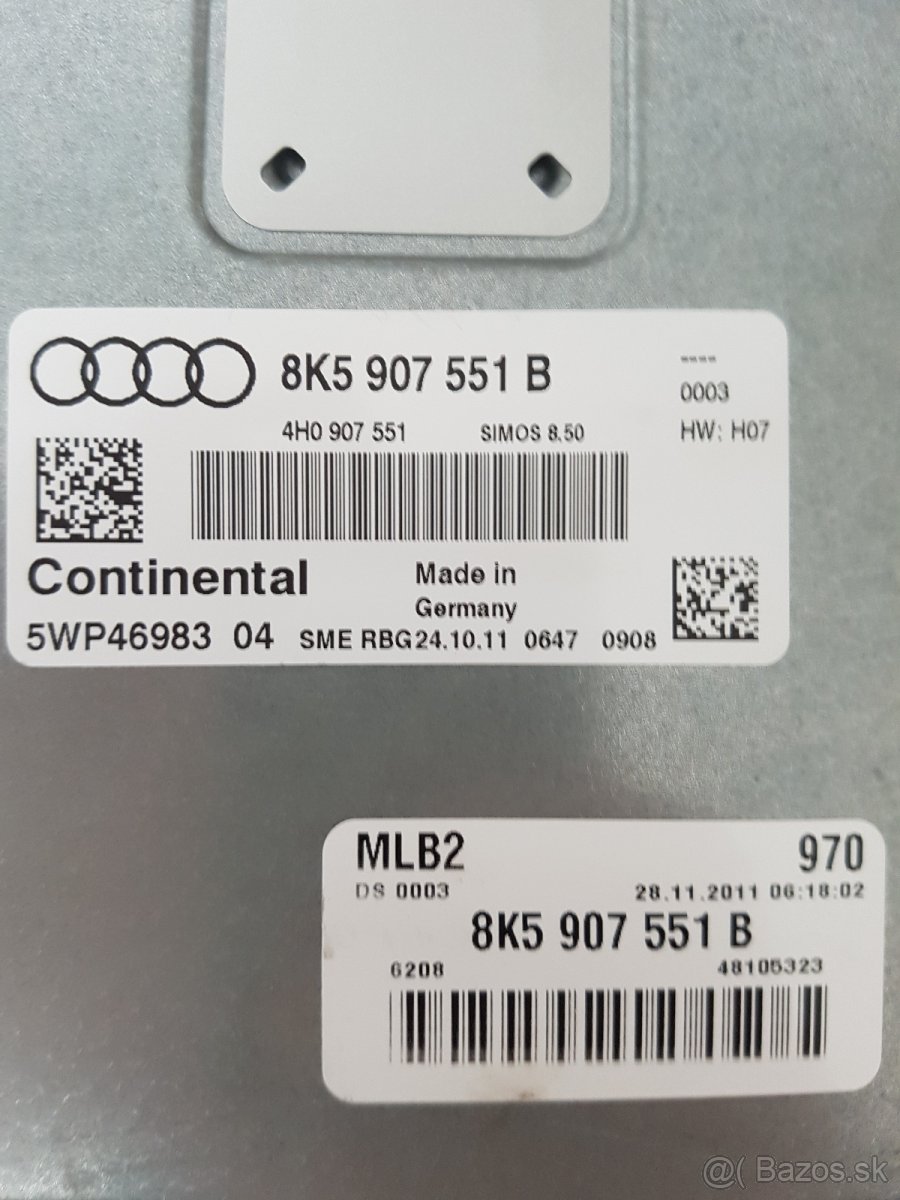 8K5 907 551 B
----
0003
4H0 907 551 SIMOS 8.50 HW: H07
Continental Made in
Germany
5WP46983 04 SME RBG24.10.11 0647 0908
MLB2 970
DS 0003 28.11.2011 06:18:02
8K5 907 551 B
6208 48105323
@( Bazos.sk